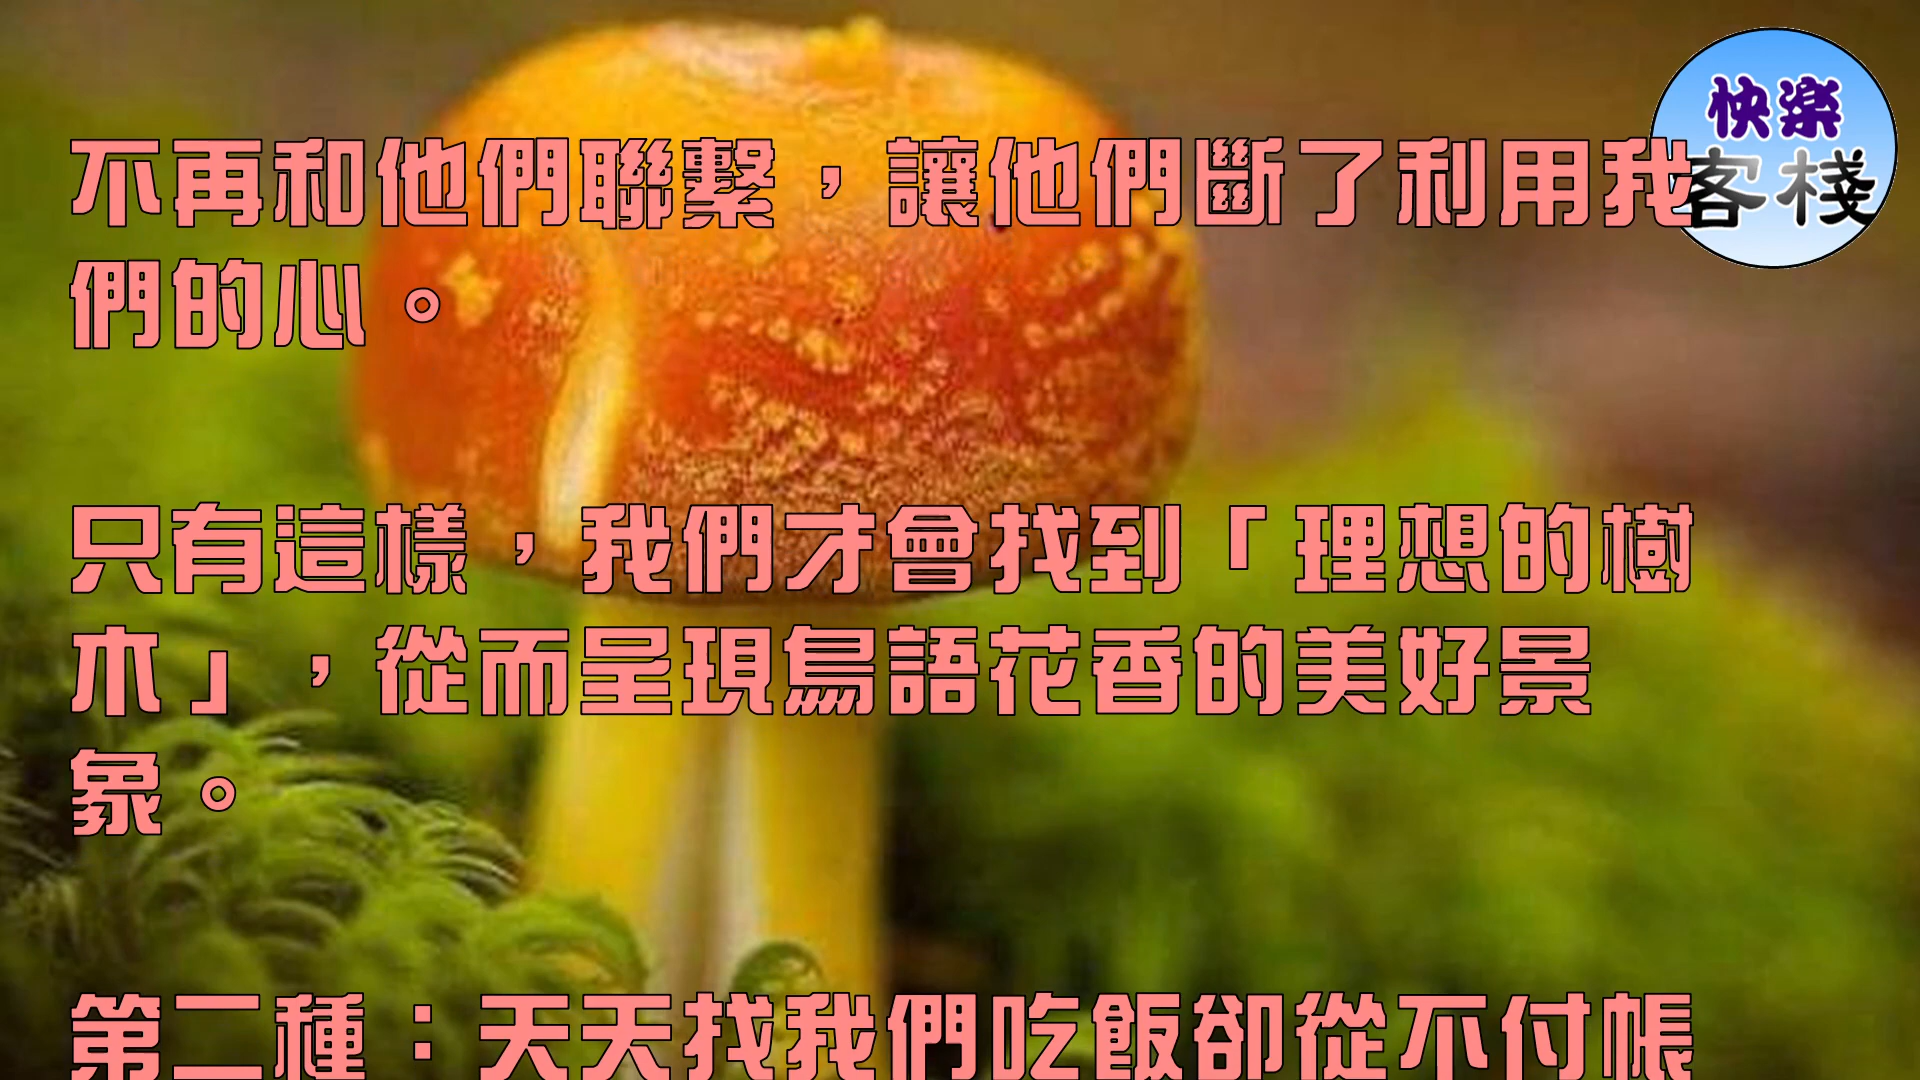 快樂
客棧
不再和他們聯繫，讓他們斷了利用我
們的心。
只有這樣，我們才會找到「理想的樹
木」，從而呈現鳥語花香的美好景
象。
第二種：天天找我們吃飯卻從不付帳